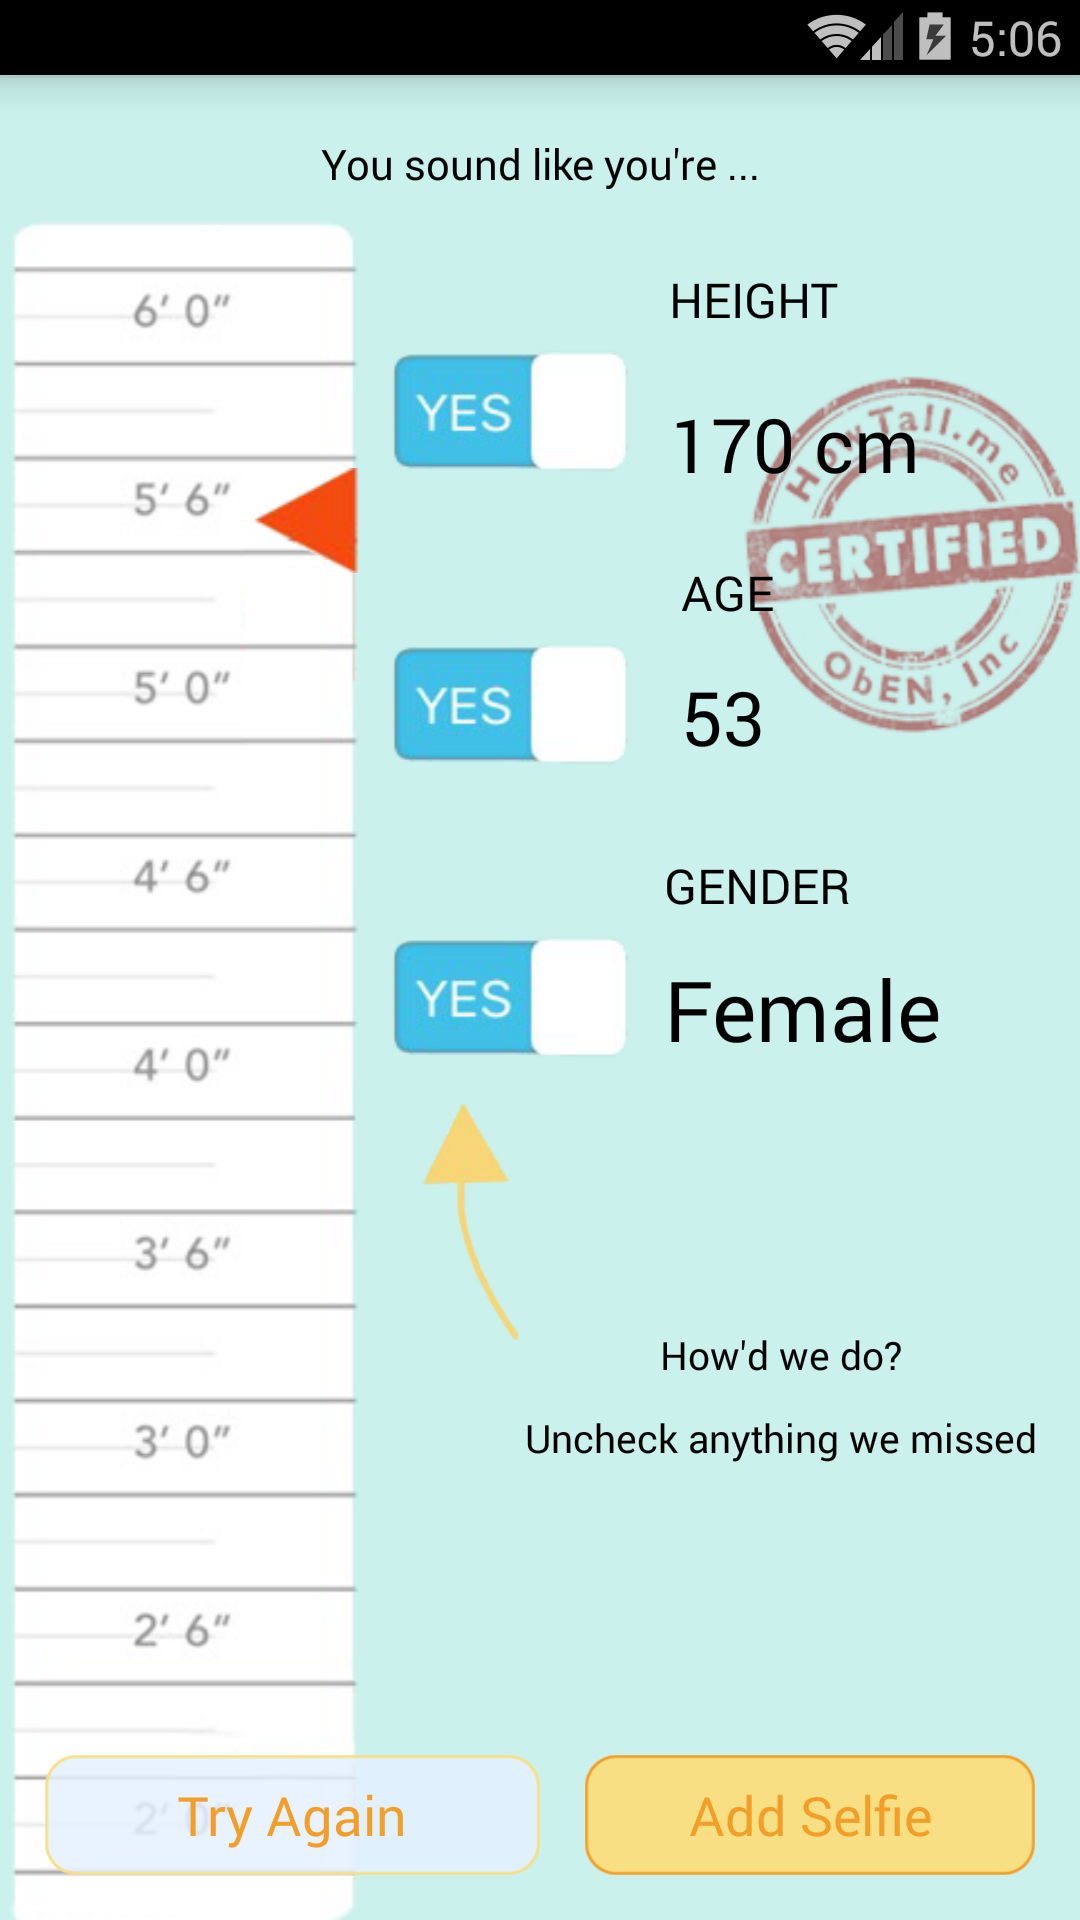 5:06
You sound like you're ...
6' 0"
5' 6"
5' 0"
4' 6"
4' 0"
3' 6"
3' 0"
2' 6"
2' 0"
HEIGHT
YES
170 cm
HowTall.me
CERTIFIED
ObEN, Inc
AGE
YES
53
GENDER
YES
Female
How'd we do?
Uncheck anything we missed
Try Again
Add Selfie